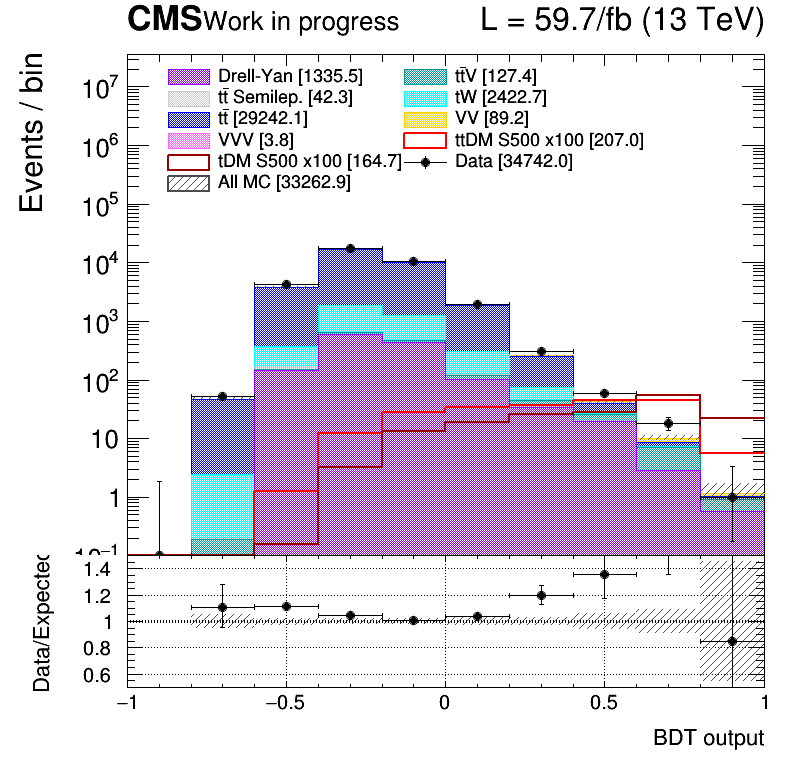 CMS Work in progress L = 59.7/fb (13 TeV)
Events / bin
Drell-Yan [1335.5] tt̄V [127.4]
tt̄ Semilep. [42.3] tW [2422.7]
tt̄ [29242.1] VV [89.2]
VVV [3.8] ttDM S500 x100 [207.0]
tDM S500 x100 [164.7] Data [34742.0]
All MC [33262.9]
10⁷
10⁶
10⁵
10⁴
10³
10²
10
1
10⁻¹
Data/Expected
1.4
1.2
1
0.8
0.6
−1 −0.5 0 0.5 1
BDT output